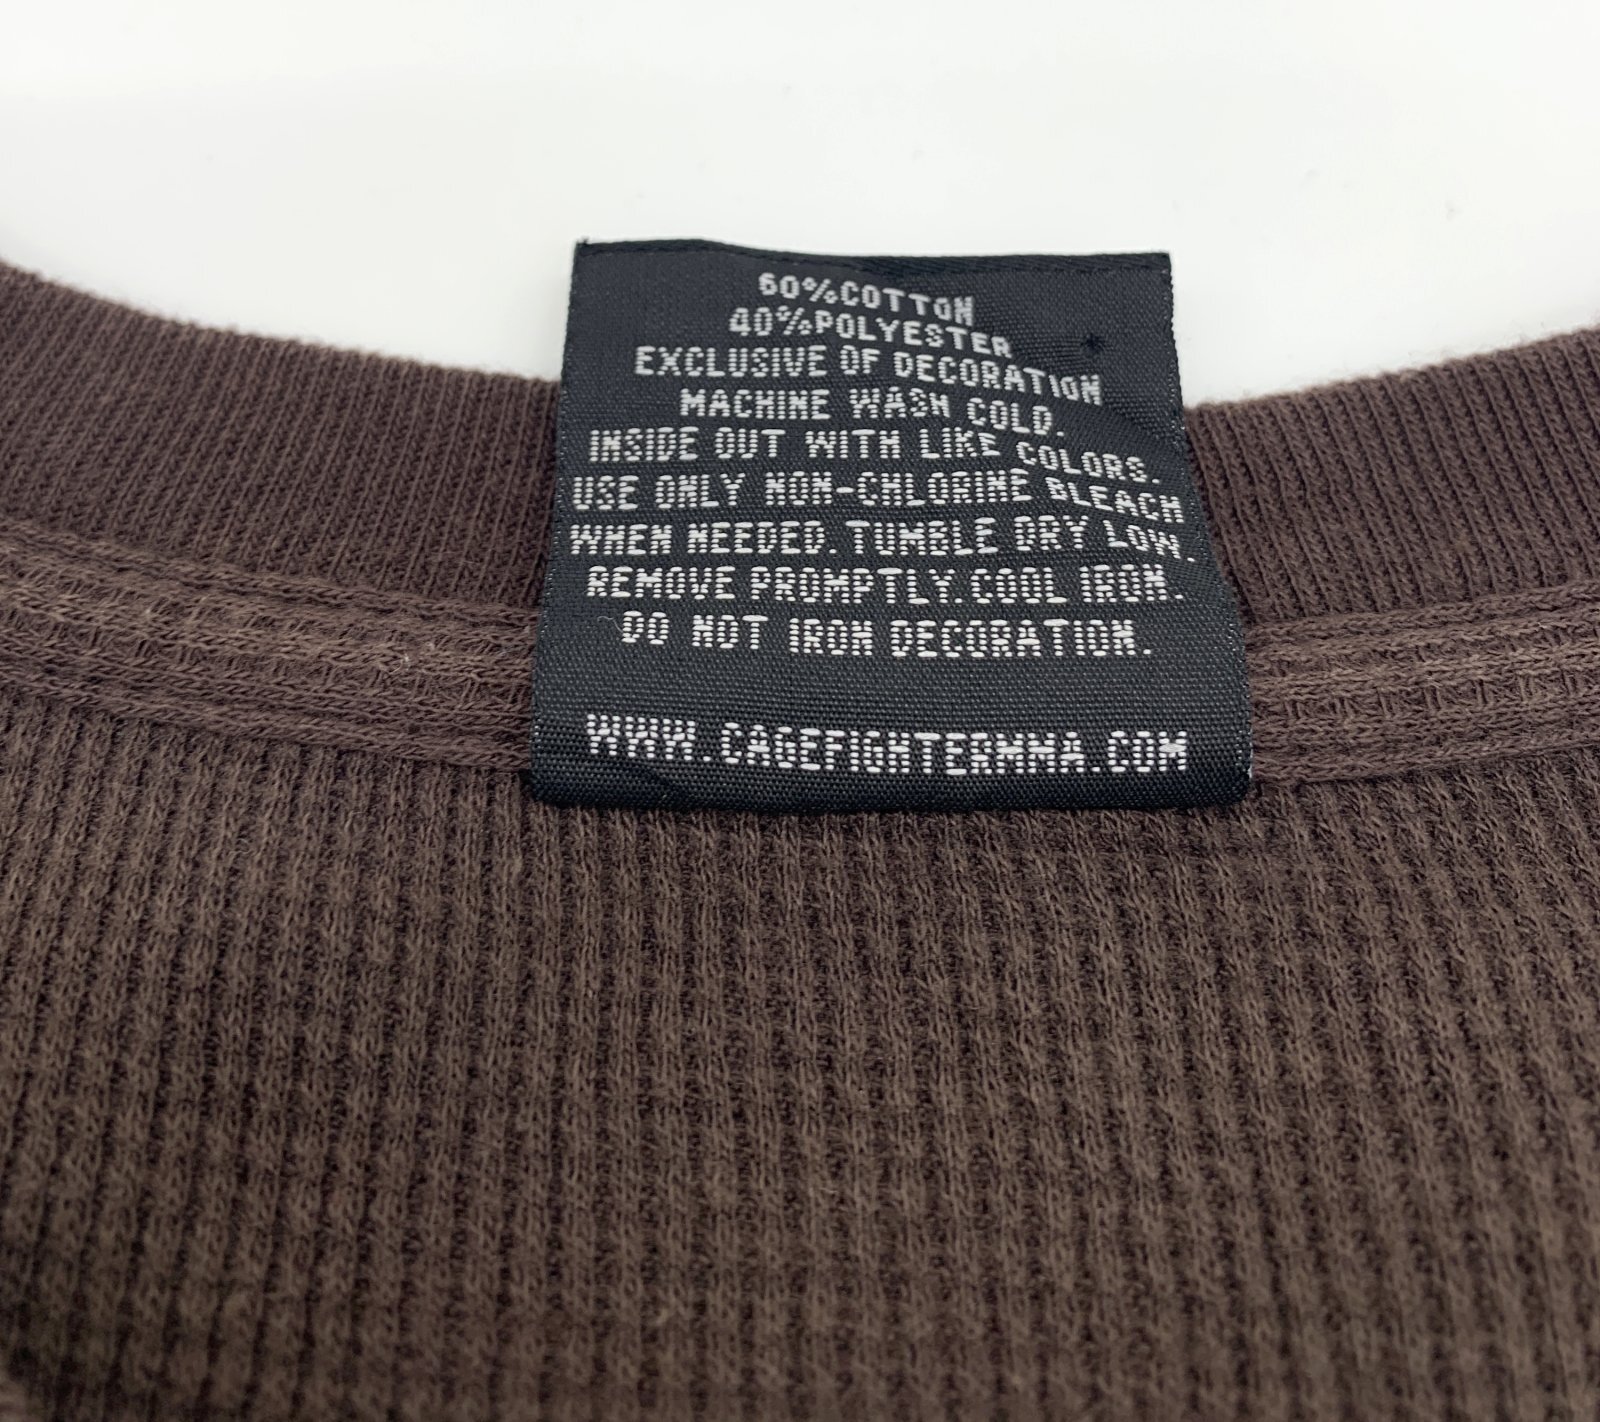 60%COTTON
40%POLYESTER
EXCLUSIVE OF DECORATION
MACHINE WASH COLD.
INSIDE OUT WITH LIKE COLORS.
USE ONLY NON-CHLORINE BLEACH
WHEN NEEDED. TUMBLE DRY LOW.
REMOVE PROMPTLY. COOL IRON.
DO NOT IRON DECORATION.
WWW.CAGEFIGHTERMMA.COM